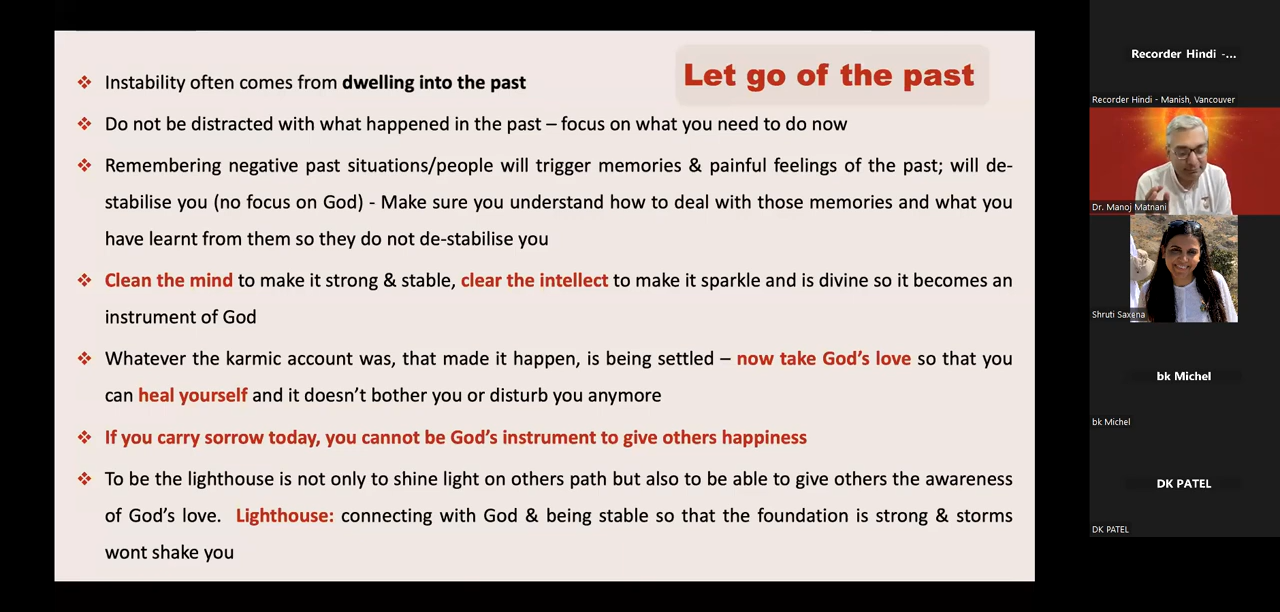 Let go of the past
❖ Instability often comes from dwelling into the past
❖ Do not be distracted with what happened in the past – focus on what you need to do now
❖ Remembering negative past situations/people will trigger memories & painful feelings of the past; will de-
stabilise you (no focus on God) - Make sure you understand how to deal with those memories and what you
have learnt from them so they do not de-stabilise you
❖ Clean the mind to make it strong & stable, clear the intellect to make it sparkle and is divine so it becomes an
instrument of God
❖ Whatever the karmic account was, that made it happen, is being settled – now take God’s love so that you
can heal yourself and it doesn’t bother you or disturb you anymore
❖ If you carry sorrow today, you cannot be God’s instrument to give others happiness
❖ To be the lighthouse is not only to shine light on others path but also to be able to give others the awareness
of God’s love. Lighthouse: connecting with God & being stable so that the foundation is strong & storms
wont shake you
Recorder Hindi -...
Recorder Hindi - Manish, Vancouver
Dr. Manoj Matnani
Shruti Saxena
bk Michel
bk Michel
DK PATEL
DK PATEL